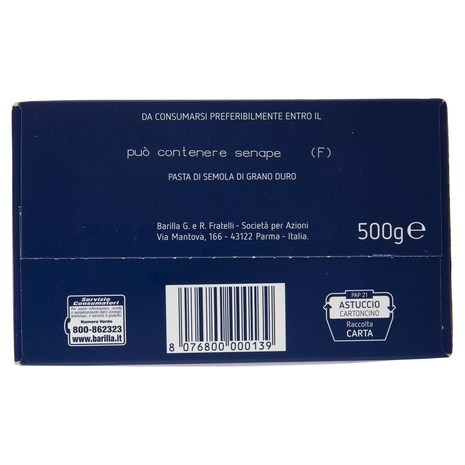 DA CONSUMARSI PREFERIBILMENTE ENTRO IL
può contenere senape (F)
PASTA DI SEMOLA DI GRANO DURO
Barilla G. e R. Fratelli - Società per Azioni
Via Mantova, 166 - 43122 Parma - Italia.
500g e
Servizio
Consumatori
Numero Verde
800-862323
www.barilla.it
8 076800 000139
PAP 21
ASTUCCIO
CARTONCINO
Raccolta
CARTA